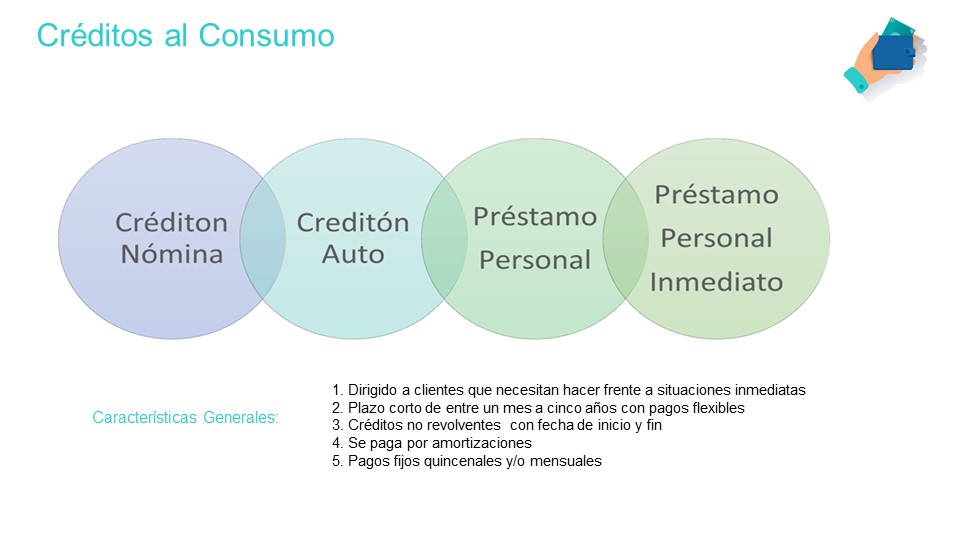 Créditos al Consumo
Créditon
Nómina
Creditón
Auto
Préstamo
Personal
Préstamo
Personal
Inmediato
Características Generales:
1. Dirigido a clientes que necesitan hacer frente a situaciones inmediatas
2. Plazo corto de entre un mes a cinco años con pagos flexibles
3. Créditos no revolventes  con fecha de inicio y fin
4. Se paga por amortizaciones
5. Pagos fijos quincenales y/o mensuales